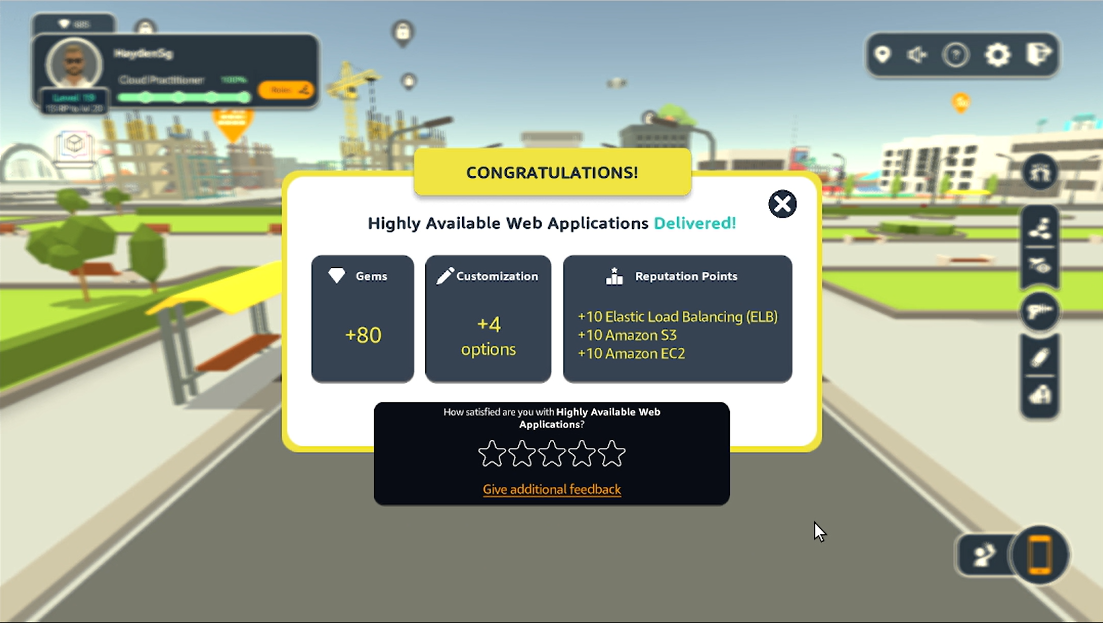 HaydenSg
Cloud Practitioner 100%
Level 19
CONGRATULATIONS!
Highly Available Web Applications Delivered!
Gems
+80
Customization
+4
options
Reputation Points
+10 Elastic Load Balancing (ELB)
+10 Amazon S3
+10 Amazon EC2
How satisfied are you with Highly Available Web
Applications?
Give additional feedback